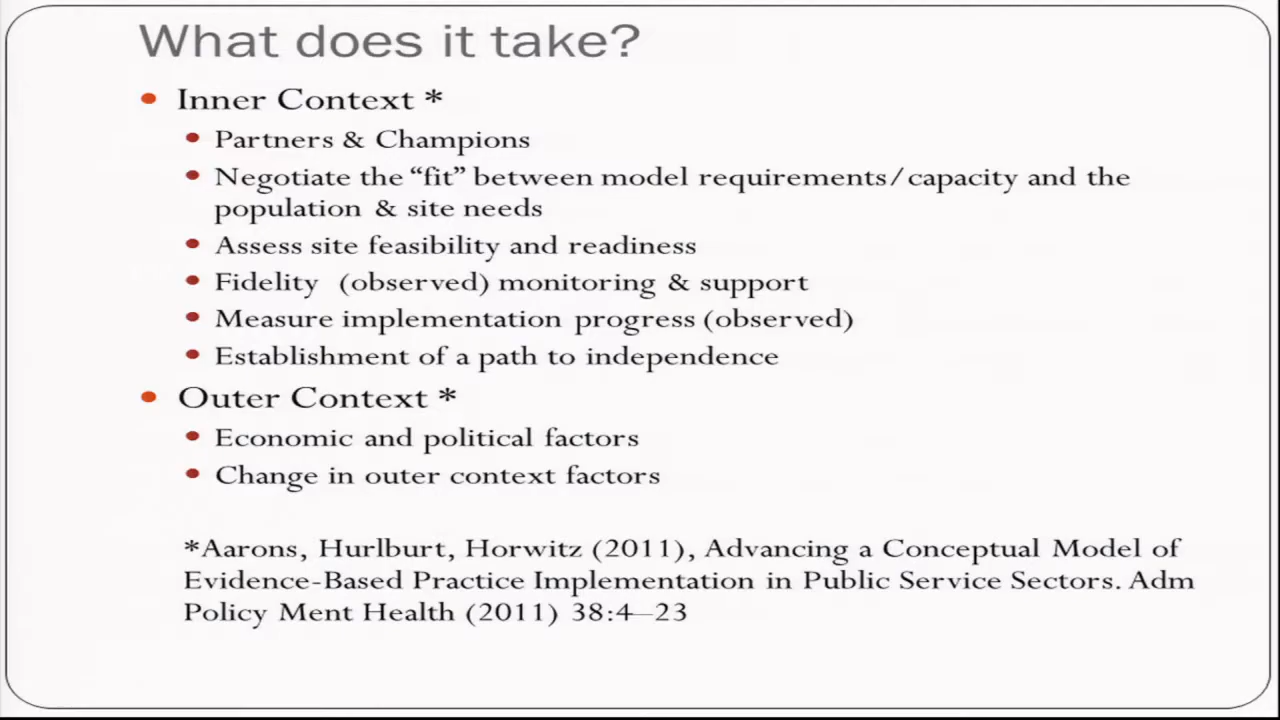 What does it take?
• Inner Context *
• Partners & Champions
• Negotiate the “fit” between model requirements/capacity and the
population & site needs
• Assess site feasibility and readiness
• Fidelity (observed) monitoring & support
• Measure implementation progress (observed)
• Establishment of a path to independence
• Outer Context *
• Economic and political factors
• Change in outer context factors
*Aarons, Hurlburt, Horwitz (2011), Advancing a Conceptual Model of
Evidence-Based Practice Implementation in Public Service Sectors. Adm
Policy Ment Health (2011) 38:4–23